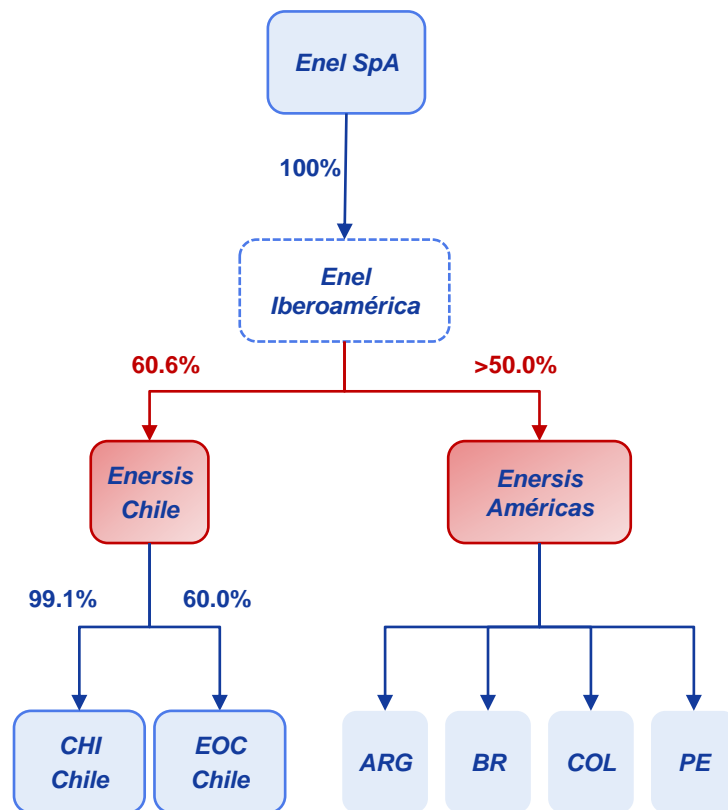 Enel SpA
100%
Enel
Iberoamérica
60.6%
>50.0%
Enersis
Chile
Enersis
Américas
99.1%
60.0%
CHI
Chile
EOC
Chile
ARG
BR
COL
PE